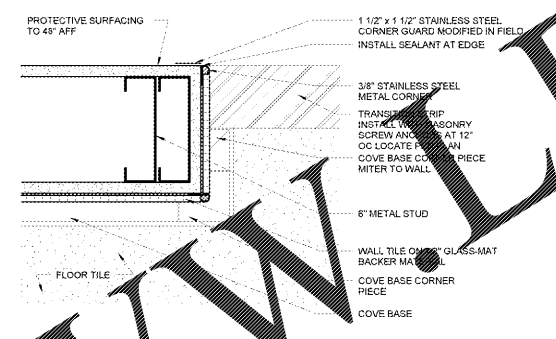 PROTECTIVE SURFACING
TO 48" AFF
1 1/2" x 1 1/2" STAINLESS STEEL
CORNER GUARD MODIFIED IN FIELD
INSTALL SEALANT AT EDGE
3/8" STAINLESS STEEL
METAL CORNER
TRANSITION STRIP
INSTALL WITH MASONRY
SCREW ANCHORS AT 12"
OC LOCATE PER PLAN
COVE BASE CORNER PIECE
MITER TO WALL
6" METAL STUD
WALL TILE ON GLASS-MAT
BACKER MATERIAL
FLOOR TILE
COVE BASE CORNER
PIECE
COVE BASE
W.L